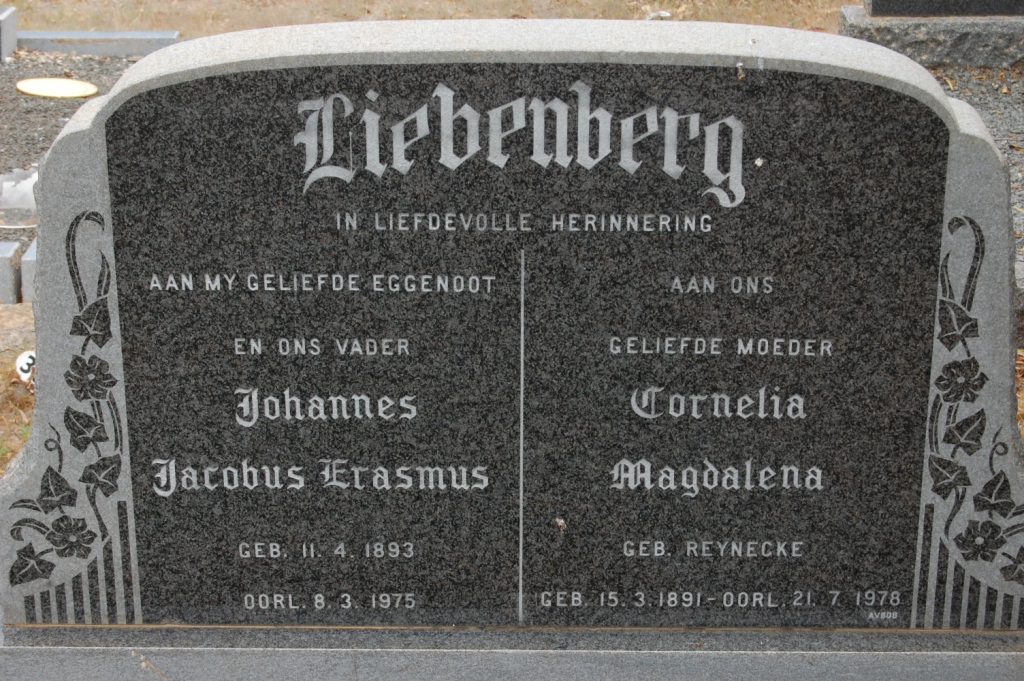 Liebenberg.
IN LIEFDEVOLLE HERINNERING
AAN MY GELIEFDE EGGENOOT
EN ONS VADER
Johannes
Jacobus Erasmus
GEB. 11. 4. 1893
OORL. 8. 3. 1975
AAN ONS
GELIEFDE MOEDER
Cornelia
Magdalena
GEB. REYNECKE
GEB. 15. 3. 1891 - OORL. 21. 7. 1978
AVBOB
3